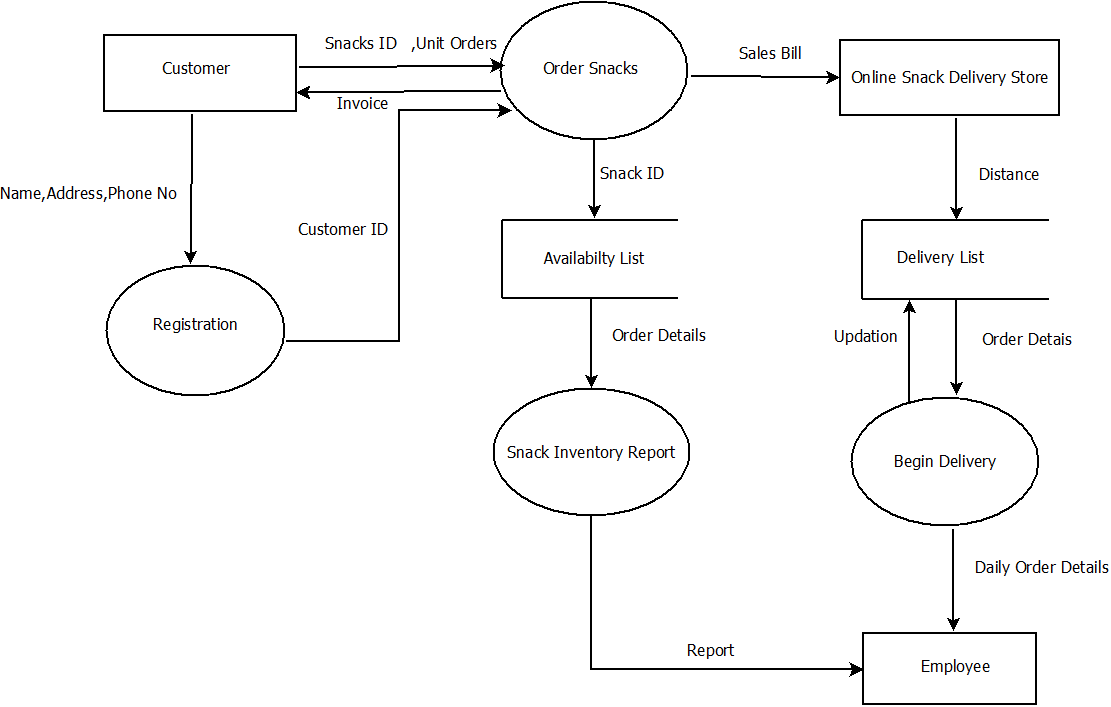 Snacks ID ,Unit Orders
Customer
Order Snacks
Sales Bill
Online Snack Delivery Store
Invoice
Name,Address,Phone No
Snack ID
Distance
Customer ID
Availabilty List
Delivery List
Registration
Order Details
Updation
Order Detais
Snack Inventory Report
Begin Delivery
Daily Order Details
Report
Employee